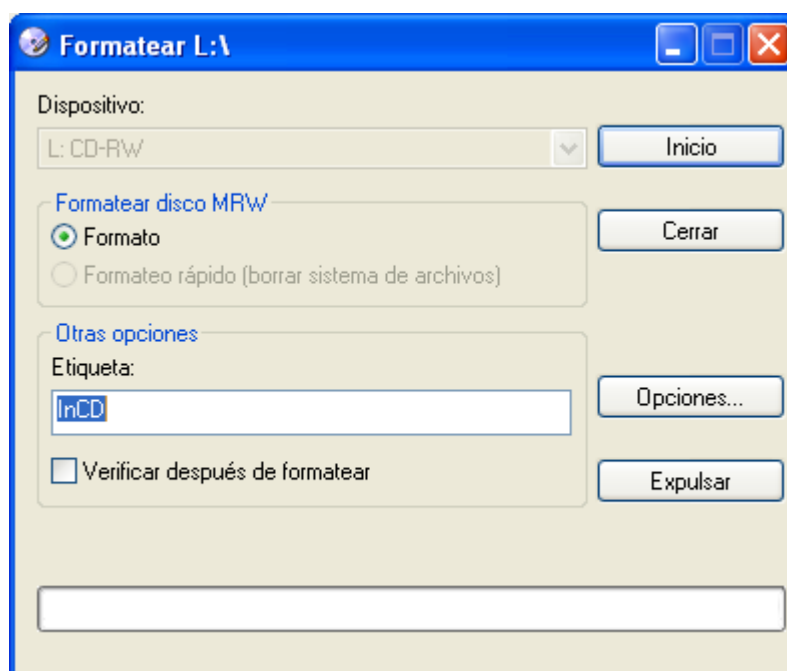 Formatear L:\
Dispositivo:
L: CD-RW
Inicio
Formatear disco MRW
Formato
Cerrar
Formateo rápido (borrar sistema de archivos)
Otras opciones
Etiqueta:
InCD
Opciones...
Verificar después de formatear
Expulsar